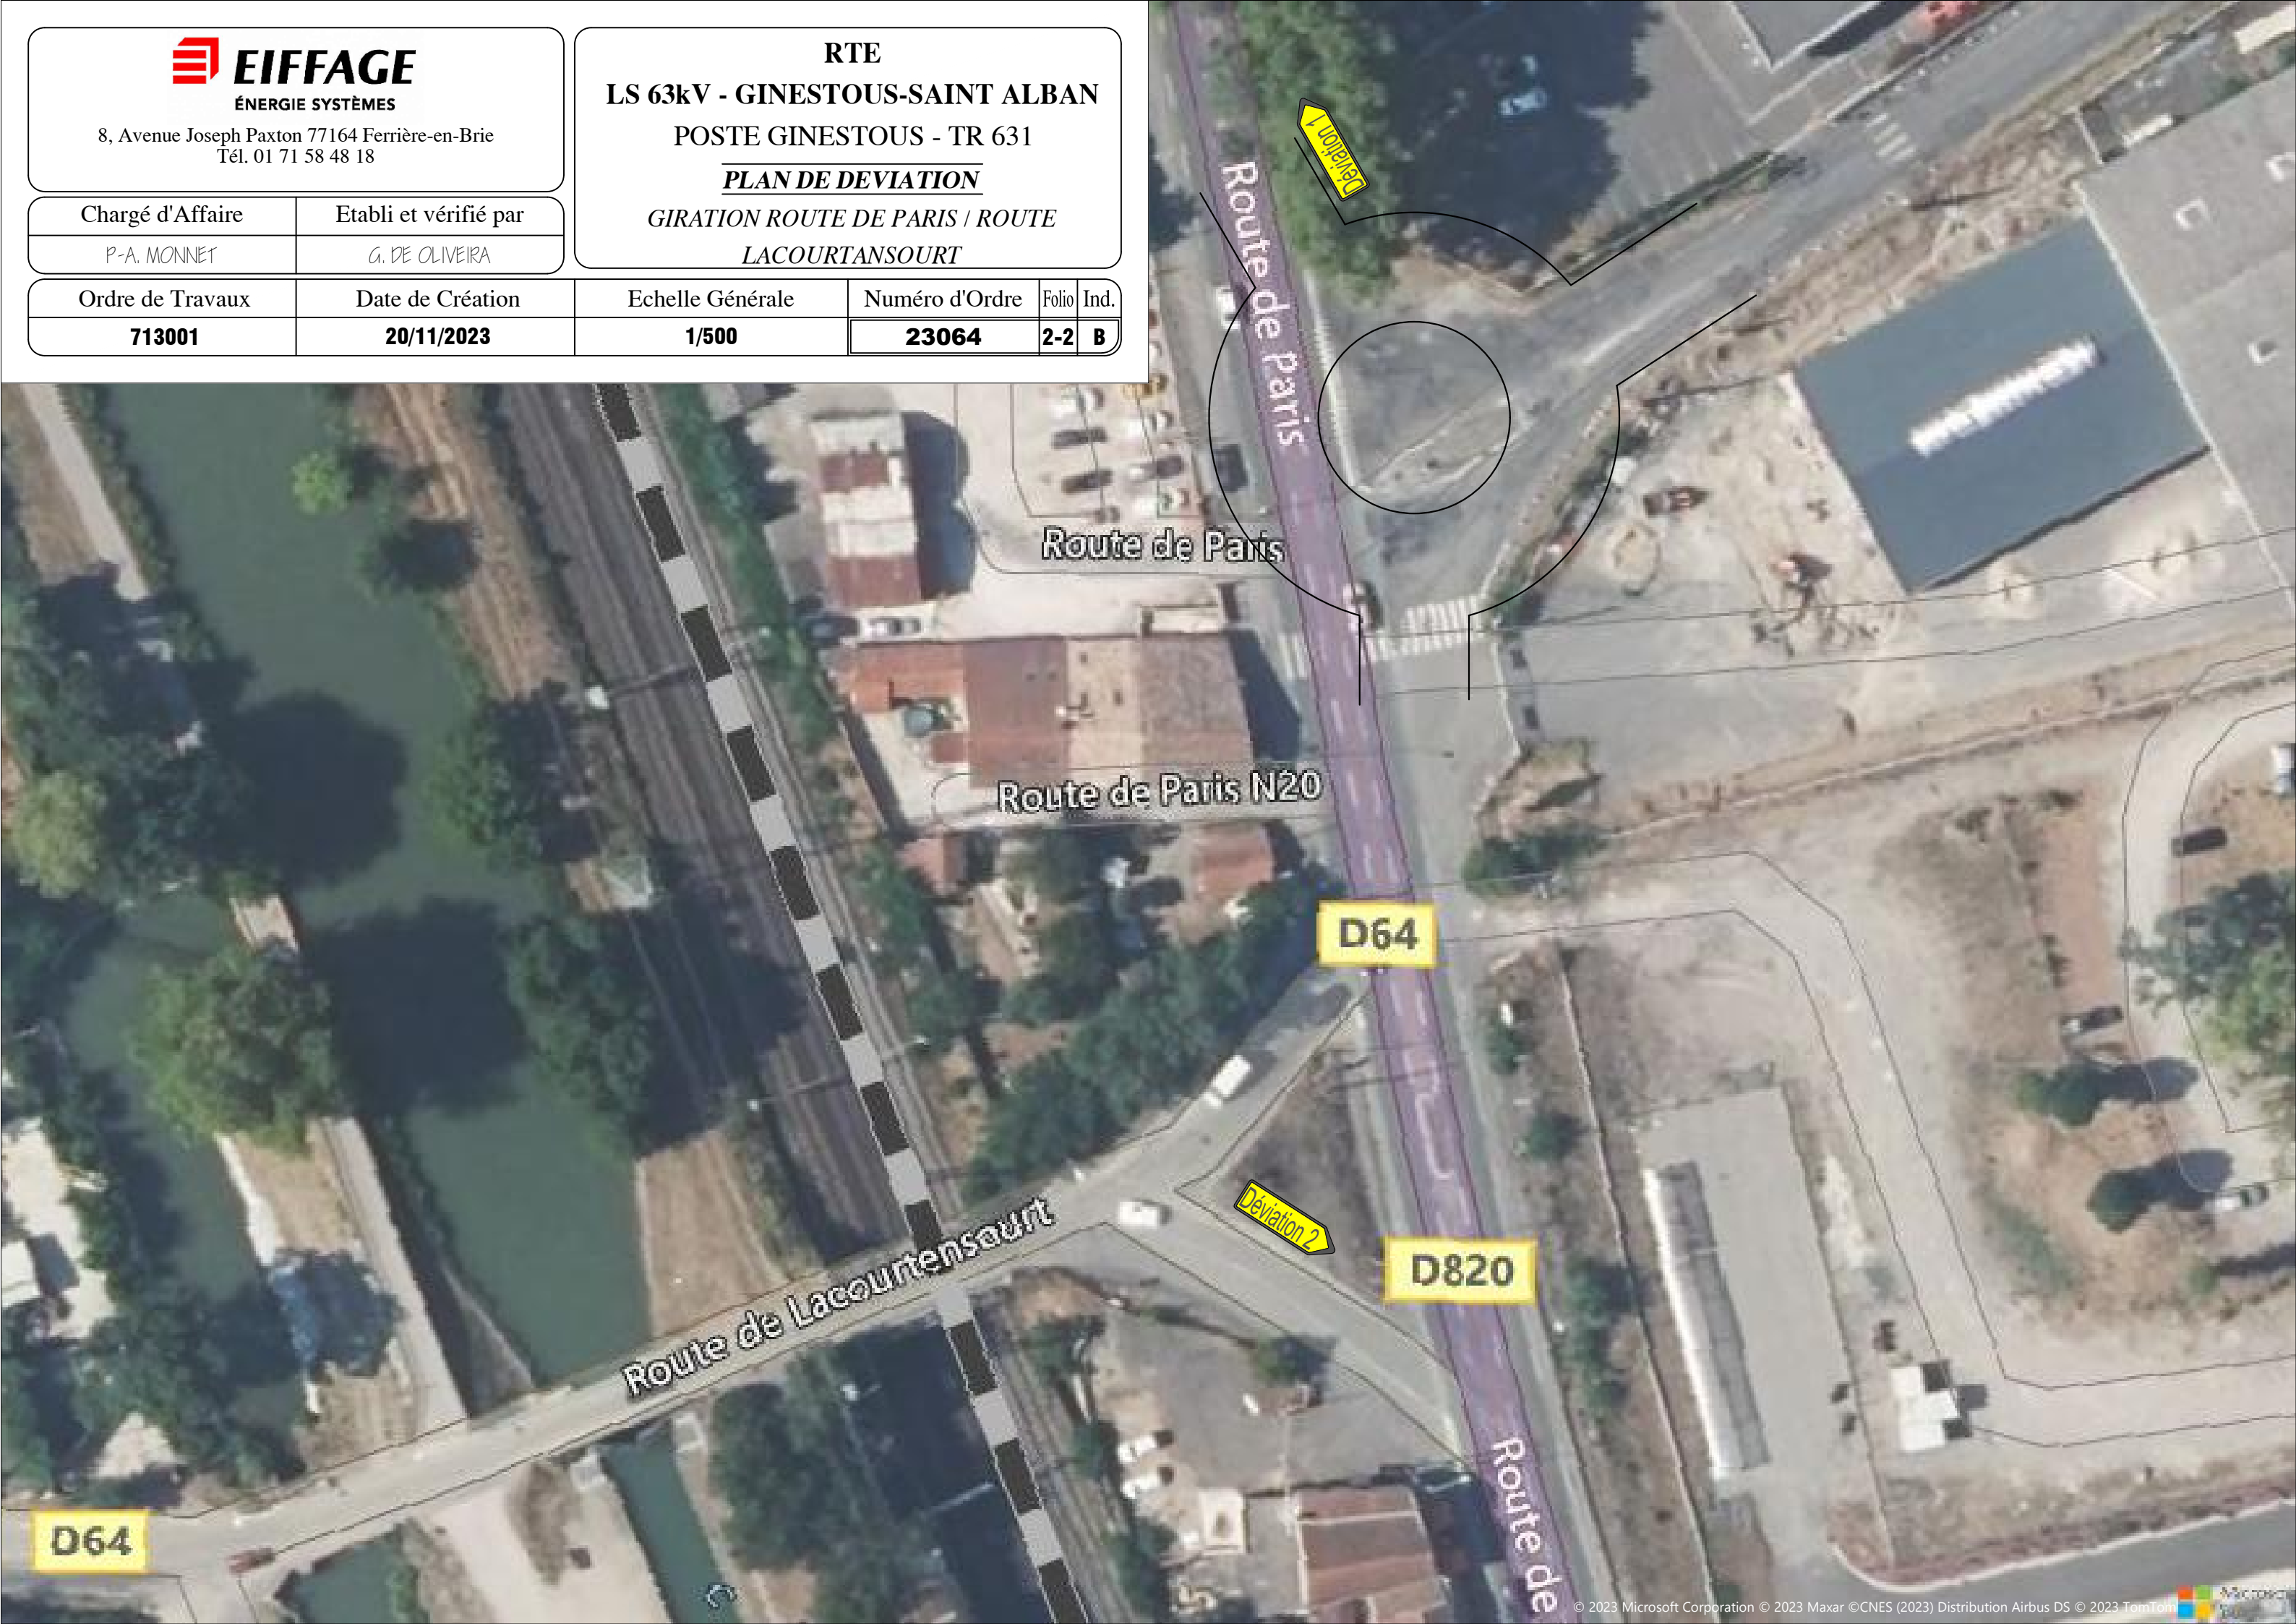 EIFFAGE
ÉNERGIE SYSTÈMES
8, Avenue Joseph Paxton 77164 Ferrière-en-Brie
Tél. 01 71 58 48 18
Chargé d'Affaire
Etabli et vérifié par
P-A. MONNET
G. DE OLIVEIRA
RTE
LS 63kV - GINESTOUS-SAINT ALBAN
POSTE GINESTOUS - TR 631
PLAN DE DEVIATION
GIRATION ROUTE DE PARIS / ROUTE
LACOURTANSOURT
Ordre de Travaux
Date de Création
Echelle Générale
Numéro d'Ordre
Folio
Ind.
713001
20/11/2023
1/500
23064
2-2
B
Déviation 1
Route de Paris
Route de Paris
Route de Paris N20
D64
Déviation 2
D820
Route de Lacourtensourt
Route de
D64
© 2023 Microsoft Corporation © 2023 Maxar ©CNES (2023) Distribution Airbus DS © 2023 TomTom